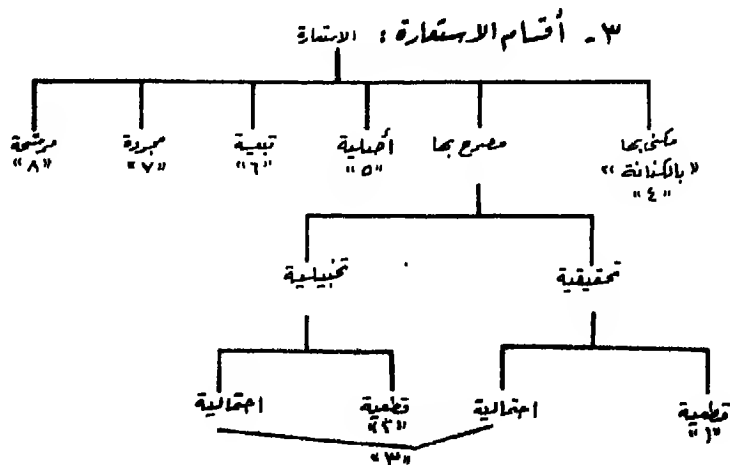 ٣- أقسام الاستعارة : الاستعارة
مكنى بها مصرح بها أصلية تبعية مجردة مرشحة
"بالكناية" "٥" "٦" "٧" "٨"
"٤"
تحقيقية تخييلية
قطعية احتمالية قطعية احتمالية
"١" "٢"
"٣"